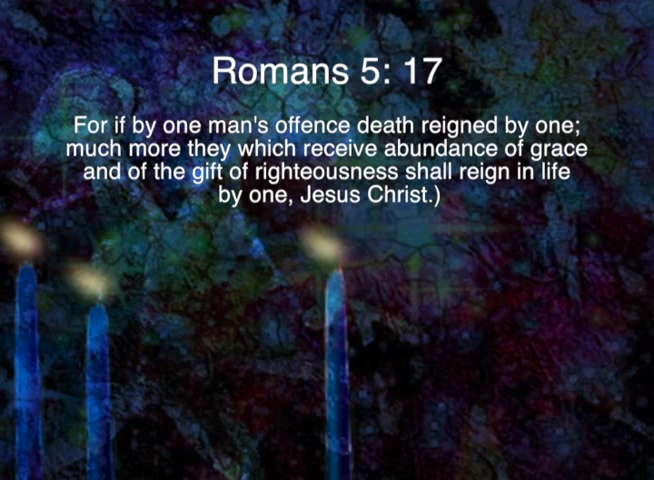 Romans 5: 17
For if by one man's offence death reigned by one;
much more they which receive abundance of grace
and of the gift of righteousness shall reign in life
by one, Jesus Christ.)